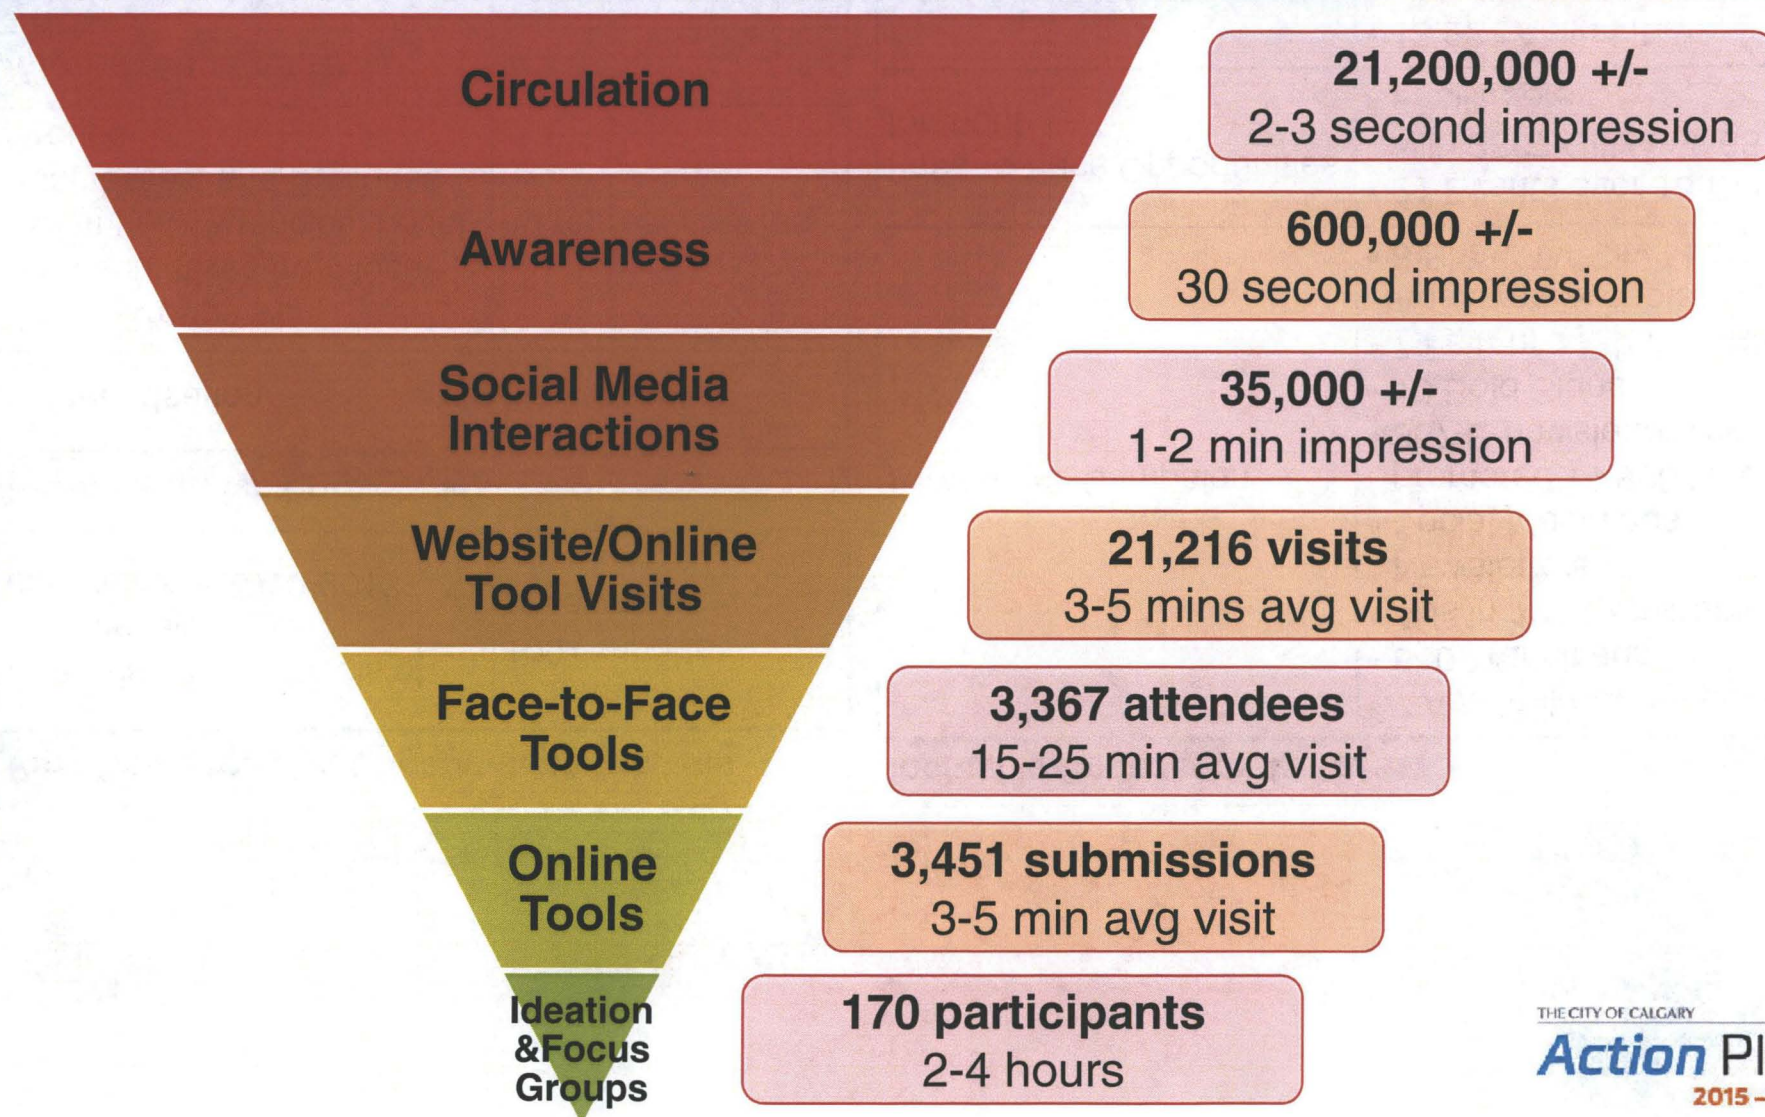 Circulation
21,200,000 +/-
2-3 second impression
Awareness
600,000 +/-
30 second impression
Social Media
Interactions
35,000 +/-
1-2 min impression
Website/Online
Tool Visits
21,216 visits
3-5 mins avg visit
Face-to-Face
Tools
3,367 attendees
15-25 min avg visit
Online
Tools
3,451 submissions
3-5 min avg visit
Ideation
&Focus
Groups
170 participants
2-4 hours
THE CITY OF CALGARY
Action Pl
2015 –